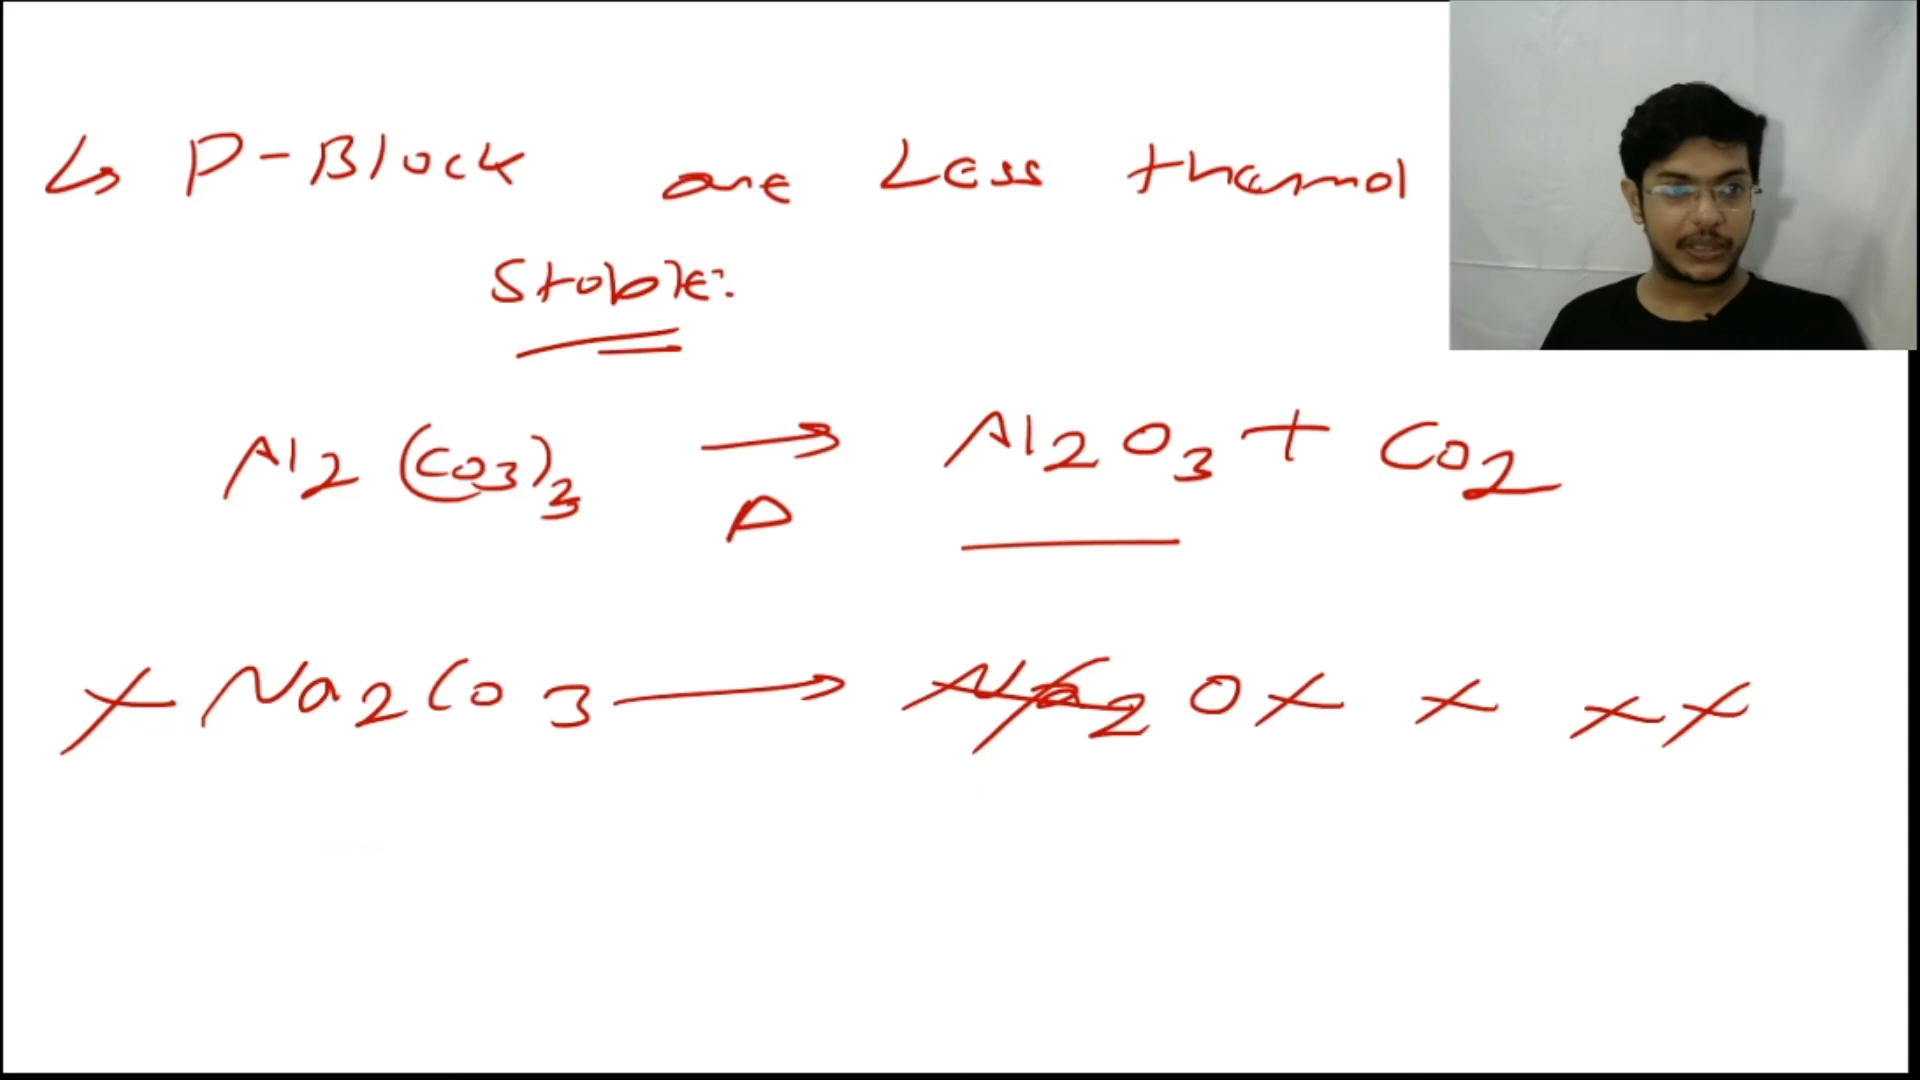 ↳ P-Block are Less thermal
Stable:
Al2 (CO3)3 → Δ Al2O3 + CO2
x Na2CO3 → Na2O x x x x